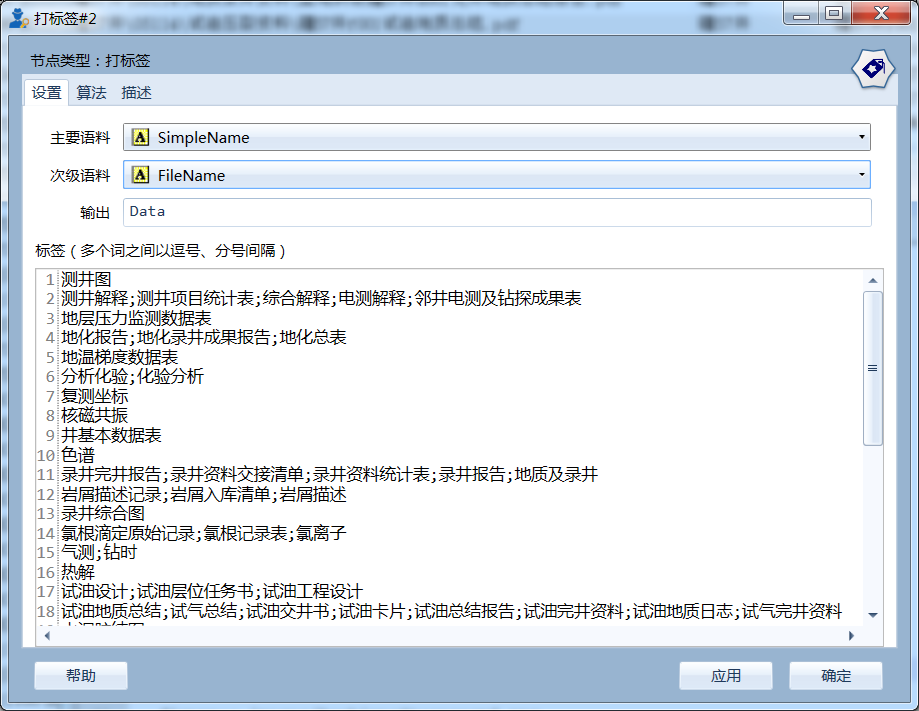 打标签#2
节点类型：打标签
设置 算法 描述
主要语料 A SimpleName
次级语料 A FileName
输出 Data
标签（多个词之间以逗号、分号间隔）
1 测井图
2 测井解释;测井项目统计表;综合解释;电测解释;邻井电测及钻探成果表
3 地层压力监测数据表
4 地化报告;地化录井成果报告;地化总表
5 地温梯度数据表
6 分析化验;化验分析
7 复测坐标
8 核磁共振
9 井基本数据表
10 色谱
11 录井完井报告;录井资料交接清单;录井资料统计表;录井报告;地质及录井
12 岩屑描述记录;岩屑入库清单;岩屑描述
13 录井综合图
14 氯根滴定原始记录;氯根记录表;氯离子
15 气测;钻时
16 热解
17 试油设计;试油层位任务书;试油工程设计
18 试油地质总结;试气总结;试油交井书;试油卡片;试油总结报告;试油完井资料;试油地质日志;试气完井资料
帮助 应用 确定